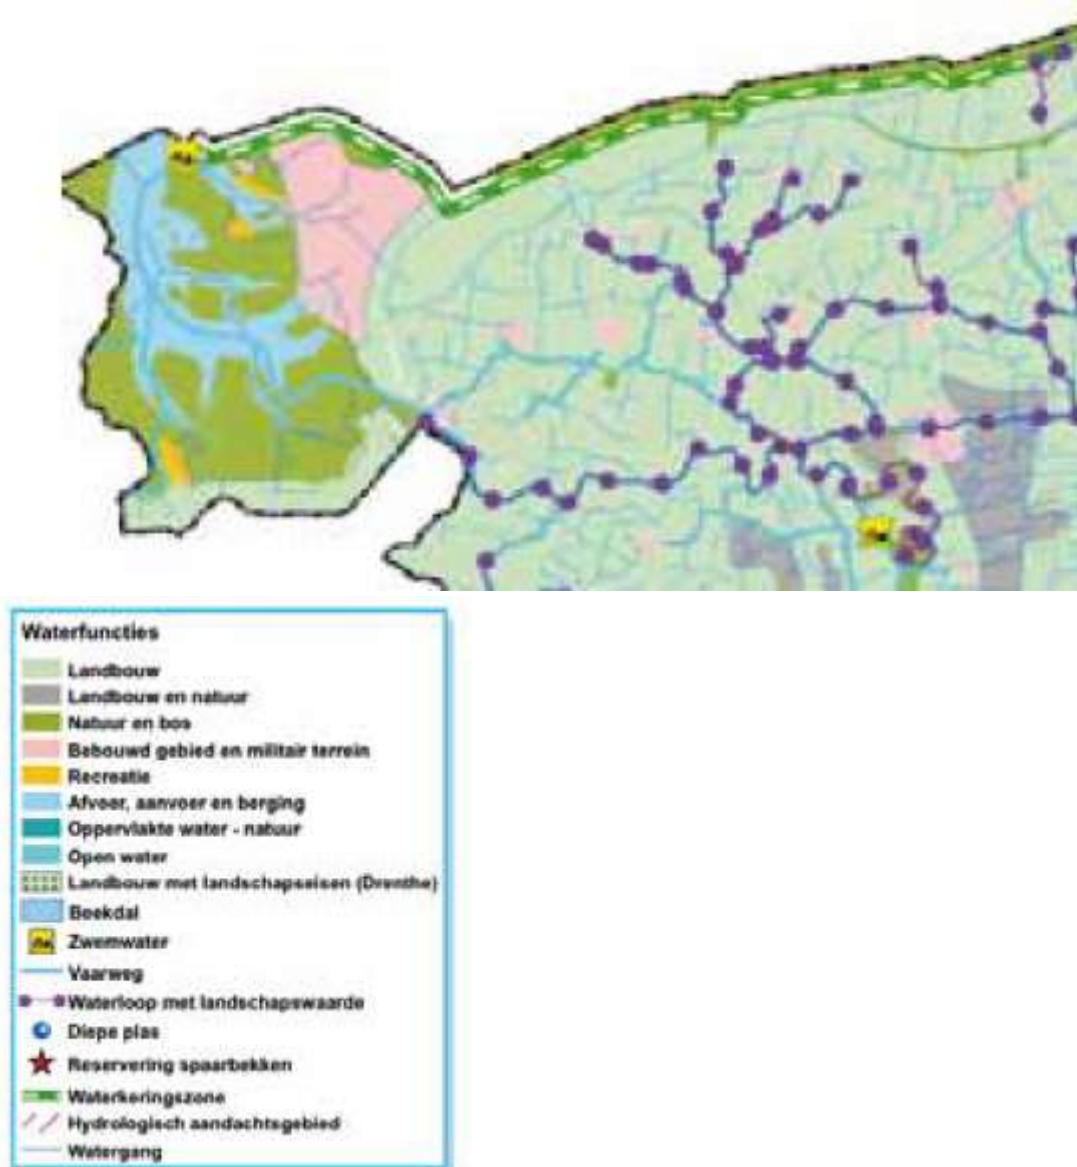 Waterfuncties
Landbouw
Landbouw en natuur
Natuur en bos
Bebouwd gebied en militair terrein
Recreatie
Afvoer, aanvoer en berging
Oppervlakte water - natuur
Open water
Landbouw met landschapseisen (Drenthe)
Beekdal
Zwemwater
Vaarweg
Waterloop met landschapswaarde
Diepe plas
Reservering spaarbekken
Waterkeringszone
Hydrologisch aandachtsgebied
Watergang